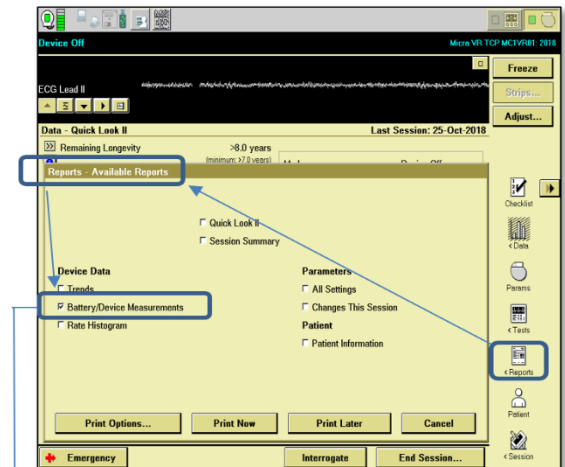 Device Off Micro VR TCP MC1VR01: 2018
Freeze
ECG Lead II
Strips...
Adjust...
Data - Quick Look II Last Session: 25-Oct-2018
Remaining Longevity >8.0 years
(minimum: >7.0 years)
Device Off
Reports - Available Reports
Checklist
Quick Look II
Session Summary
< Data
Device Data Parameters
Trends All Settings
Params
Battery/Device Measurements Changes This Session
Rate Histogram Patient
< Tests
Patient Information
< Reports
Patient
Print Options... Print Now Print Later Cancel
Emergency Interrogate End Session...
< Session